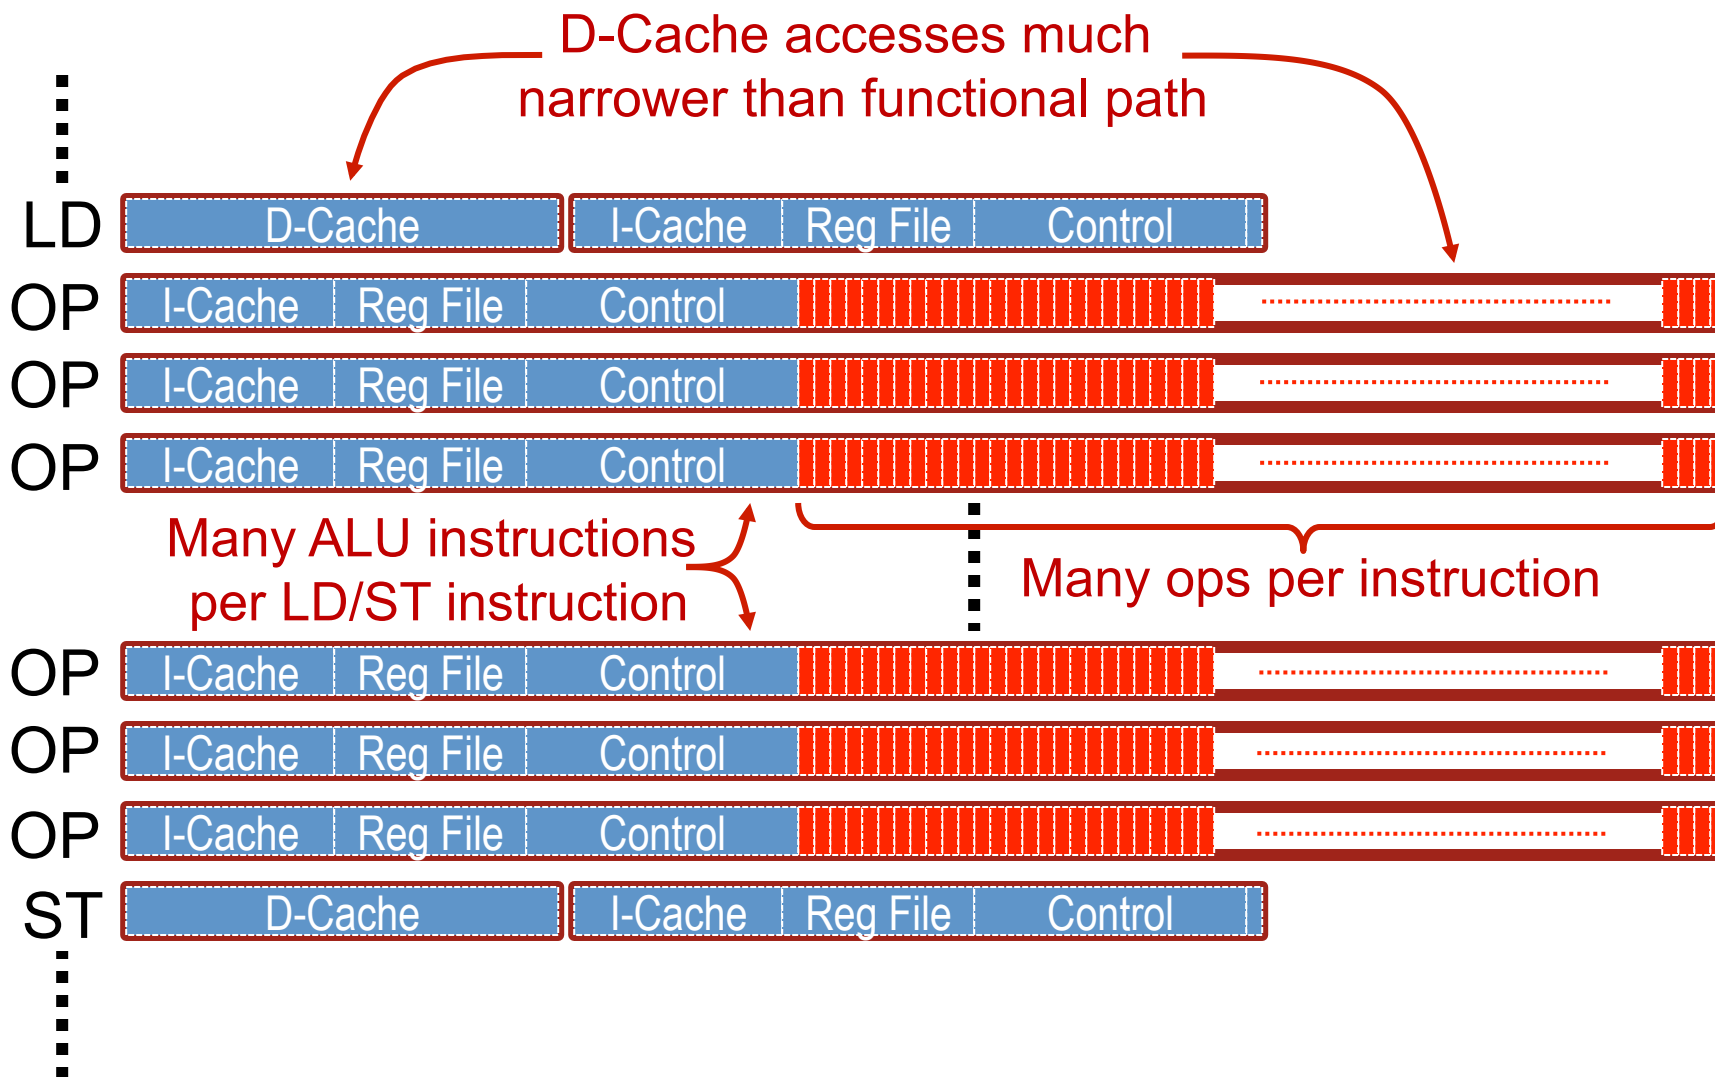 D-Cache accesses much
narrower than functional path
LD D-Cache I-Cache Reg File Control
OP I-Cache Reg File Control
OP I-Cache Reg File Control
OP I-Cache Reg File Control
Many ALU instructions
per LD/ST instruction
Many ops per instruction
OP I-Cache Reg File Control
OP I-Cache Reg File Control
OP I-Cache Reg File Control
ST D-Cache I-Cache Reg File Control